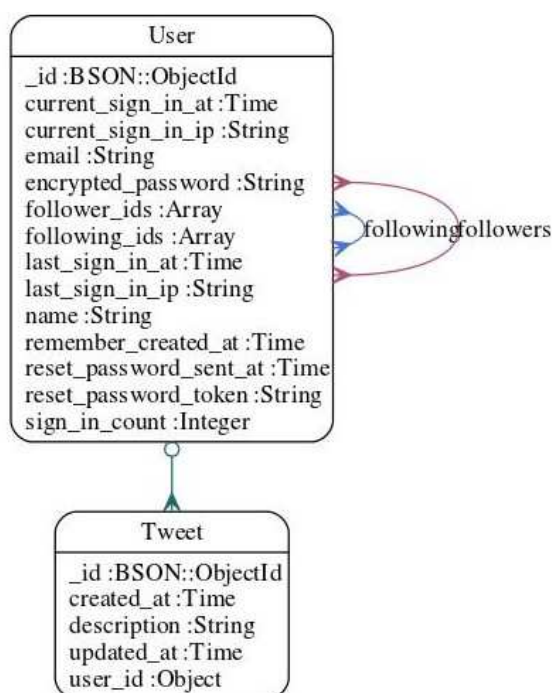 User
_id :BSON::ObjectId
current_sign_in_at :Time
current_sign_in_ip :String
email :String
encrypted_password :String
follower_ids :Array
following_ids :Array
last_sign_in_at :Time
last_sign_in_ip :String
name :String
remember_created_at :Time
reset_password_sent_at :Time
reset_password_token :String
sign_in_count :Integer
following
followers
Tweet
_id :BSON::ObjectId
created_at :Time
description :String
updated_at :Time
user_id :Object